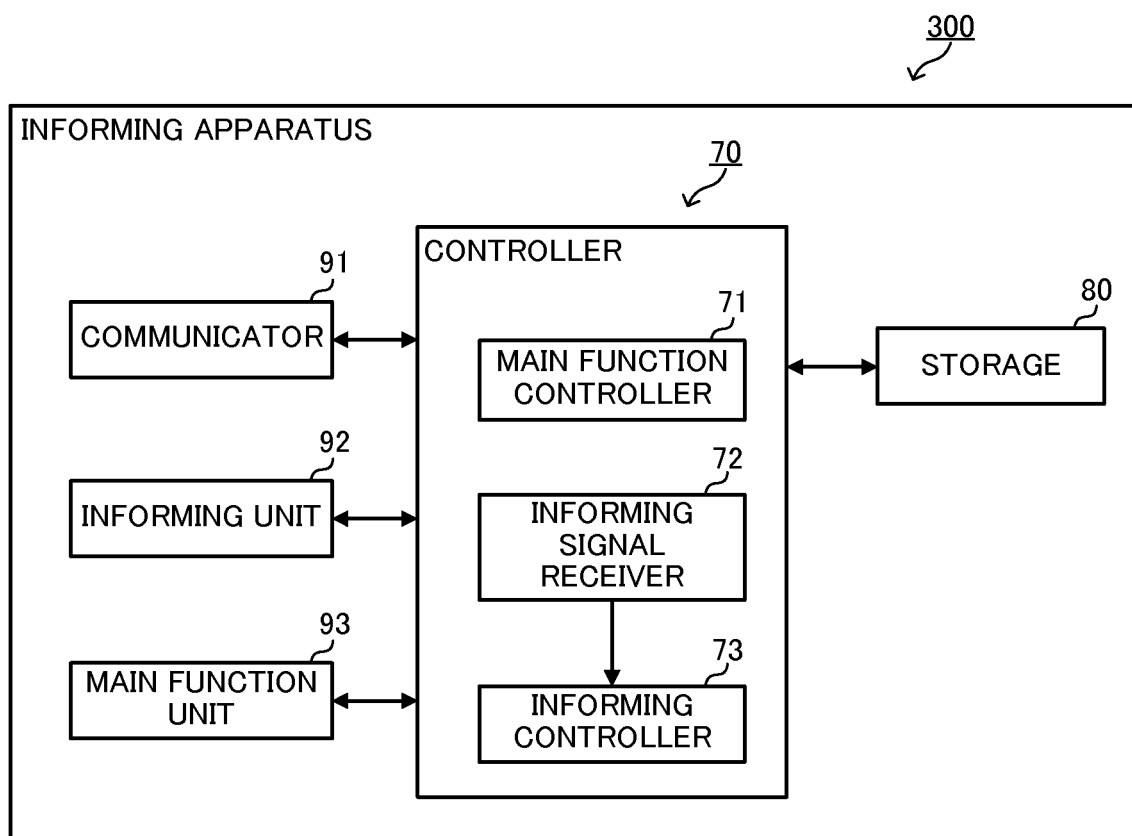 300
INFORMING APPARATUS
70
CONTROLLER
91
COMMUNICATOR
71
MAIN FUNCTION
CONTROLLER
80
STORAGE
92
INFORMING UNIT
72
INFORMING
SIGNAL
RECEIVER
93
MAIN FUNCTION
UNIT
73
INFORMING
CONTROLLER